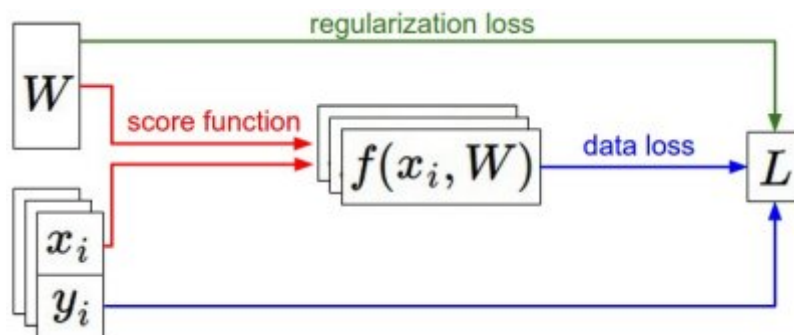 regularization loss
W
score function
f(x_i, W)
data loss
L
x_i
y_i